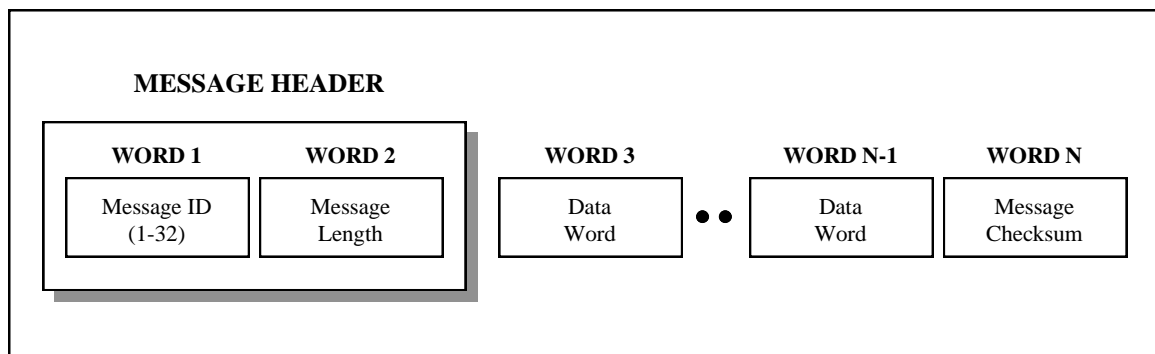 MESSAGE HEADER
WORD 1 WORD 2 WORD 3 WORD N-1 WORD N
Message ID Message Data Data Message
(1-32) Length Word Word Checksum